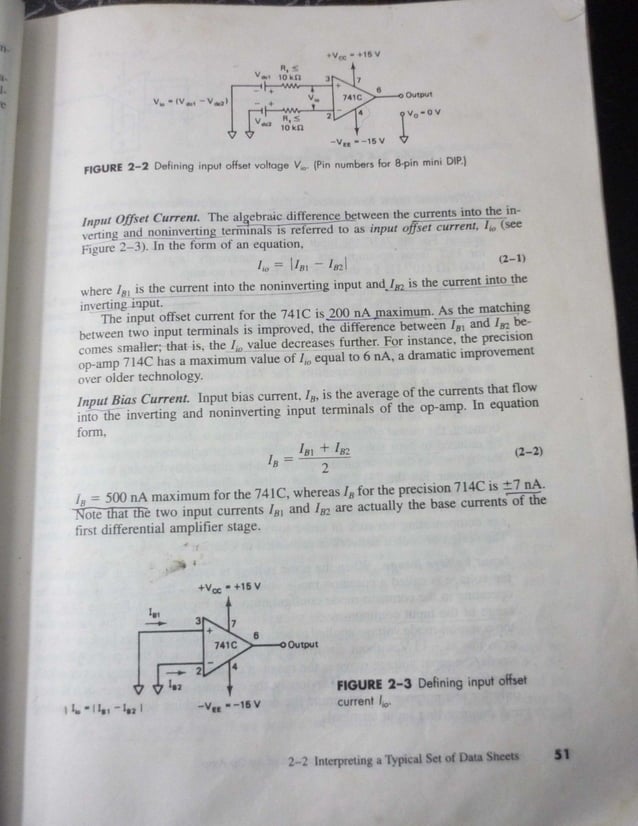 +Vcc = +15 V
Rs ≤
10 kΩ
Vdc1
3
7
+
Vio = (Vdc1 - Vdc2)
Vio
741C
6
Output
- +
-
2
4
Vdc2
Rs ≤
10 kΩ
Vo = 0 V
-VEE = -15 V
FIGURE 2-2 Defining input offset voltage Vio. (Pin numbers for 8-pin mini DIP.)
Input Offset Current. The algebraic difference between the currents into the in-
verting and noninverting terminals is referred to as input offset current, Iio (see
Figure 2-3). In the form of an equation,
Iio = |IB1 - IB2| (2-1)
where IB1 is the current into the noninverting input and IB2 is the current into the
inverting input.
The input offset current for the 741C is 200 nA maximum. As the matching
between two input terminals is improved, the difference between IB1 and IB2 be-
comes smaller; that is, the Iio value decreases further. For instance, the precision
op-amp 714C has a maximum value of Iio equal to 6 nA, a dramatic improvement
over older technology.
Input Bias Current. Input bias current, IB, is the average of the currents that flow
into the inverting and noninverting input terminals of the op-amp. In equation
form,
IB = (IB1 + IB2) / 2 (2-2)
IB = 500 nA maximum for the 741C, whereas IB for the precision 714C is ±7 nA.
Note that the two input currents IB1 and IB2 are actually the base currents of the
first differential amplifier stage.
+Vcc = +15 V
IB1
3
7
+
741C
6
Output
-
2
4
IB2
| Iio = | IB1 - IB2 |
-VEE = -15 V
FIGURE 2-3 Defining input offset
current Iio.
2-2 Interpreting a Typical Set of Data Sheets 51